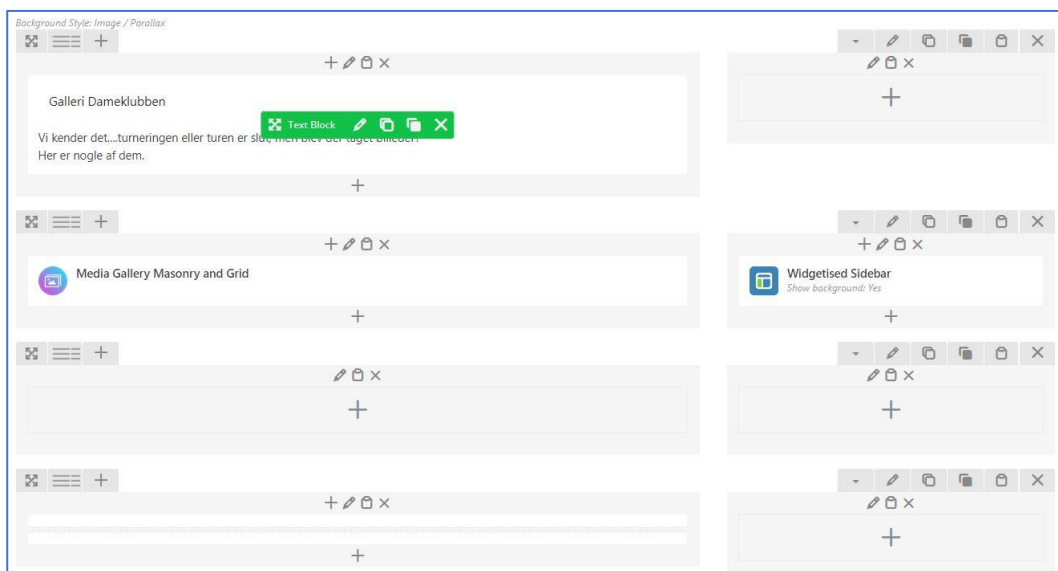 Background Style: Image / Parallax
Galleri Dameklubben
Text Block
Vi kender det....turneringen eller turen er slut, men blev der taget billeder?
Her er nogle af dem.
Media Gallery Masonry and Grid
Widgetised Sidebar
Show background: Yes